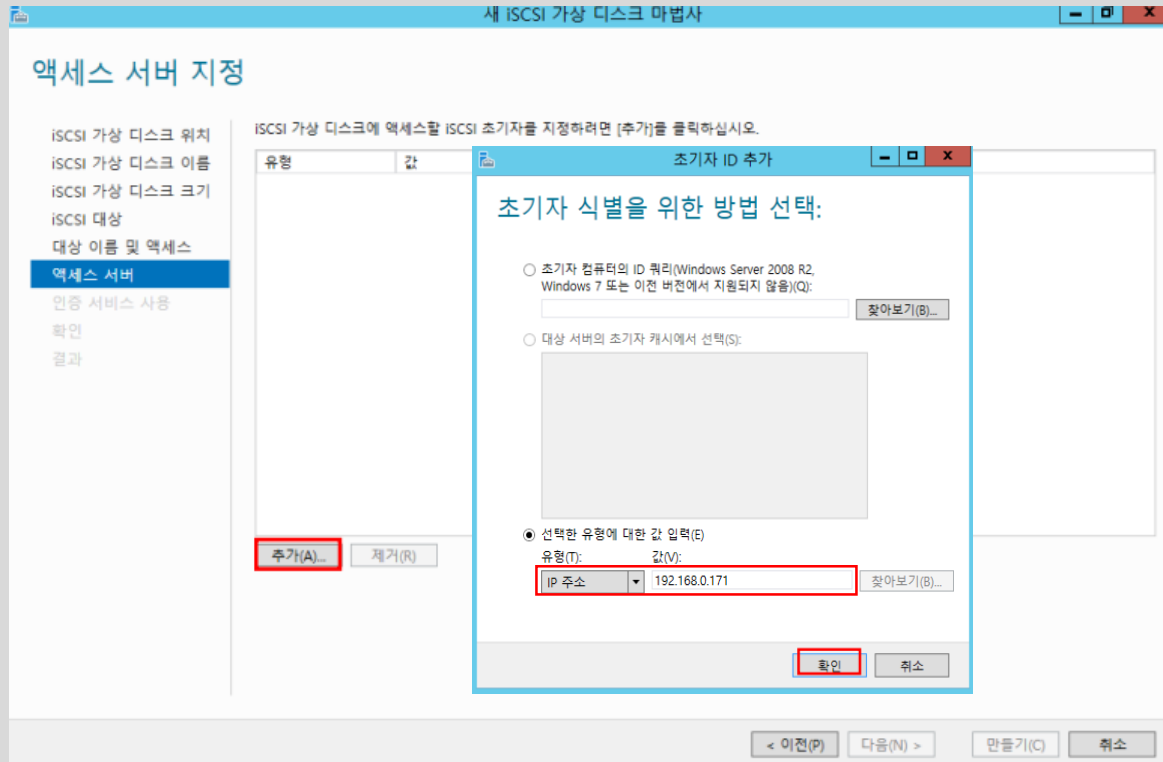 새 iSCSI 가상 디스크 마법사
액세스 서버 지정
iSCSI 가상 디스크 위치
iSCSI 가상 디스크 이름
iSCSI 가상 디스크 크기
iSCSI 대상
대상 이름 및 액세스
액세스 서버
인증 서비스 사용
확인
결과
iSCSI 가상 디스크에 액세스할 iSCSI 초기자를 지정하려면 [추가]를 클릭하십시오.
유형 값
추가(A)... 제거(R)
초기자 ID 추가
초기자 식별을 위한 방법 선택:
초기자 컴퓨터의 ID 쿼리(Windows Server 2008 R2,
Windows 7 또는 이전 버전에서 지원되지 않음)(Q):
찾아보기(B)...
대상 서버의 초기자 캐시에서 선택(S):
선택한 유형에 대한 값 입력(E)
유형(T): 값(V):
IP 주소 192.168.0.171 찾아보기(B)...
확인 취소
< 이전(P) 다음(N) > 만들기(C) 취소